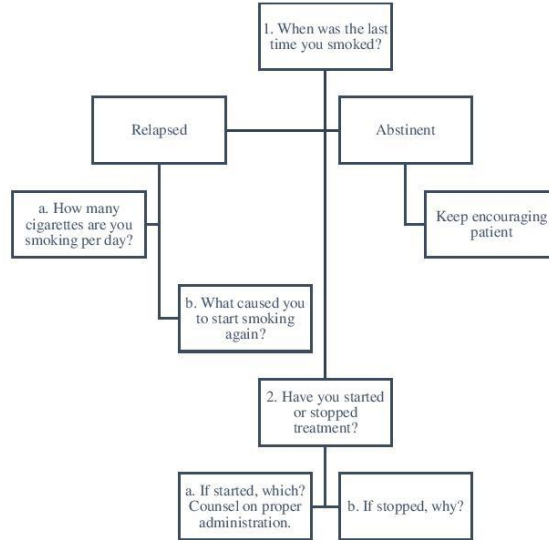 1. When was the last
time you smoked?
Relapsed
Abstinent
a. How many
cigarettes are you
smoking per day?
Keep encouraging
patient
b. What caused you
to start smoking
again?
2. Have you started
or stopped
treatment?
a. If started, which?
Counsel on proper
administration.
b. If stopped, why?